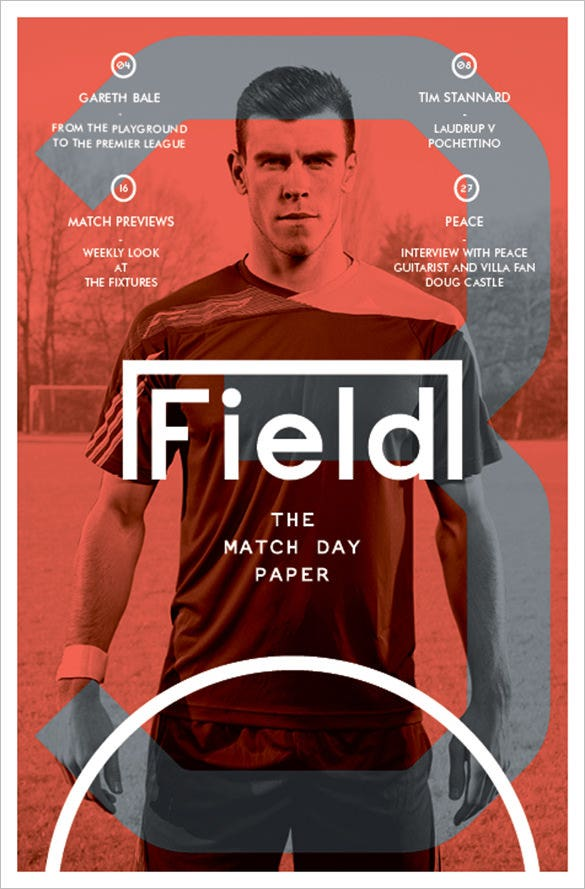 04
GARETH BALE
-
FROM THE PLAYGROUND
TO THE PREMIER LEAGUE
16
MATCH PREVIEWS
-
WEEKLY LOOK
AT
THE FIXTURES
08
TIM STANNARD
-
LAUDRUP V
POCHETTINO
27
PEACE
-
INTERVIEW WITH PEACE
GUITARIST AND VILLA FAN
DOUG CASTLE
Field
THE
MATCH DAY
PAPER
3